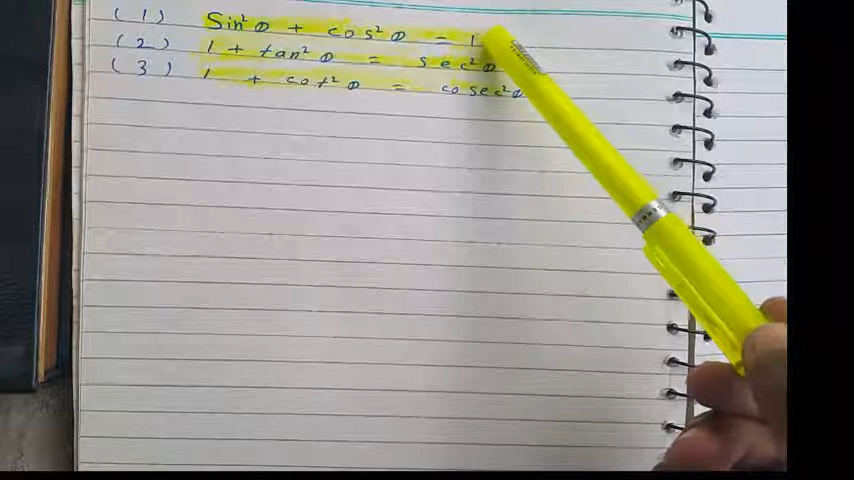 (1) Sin²θ + cos²θ = 1
(2) 1 + tan²θ = sec²θ
(3) 1 + cot²θ = cosec²θ